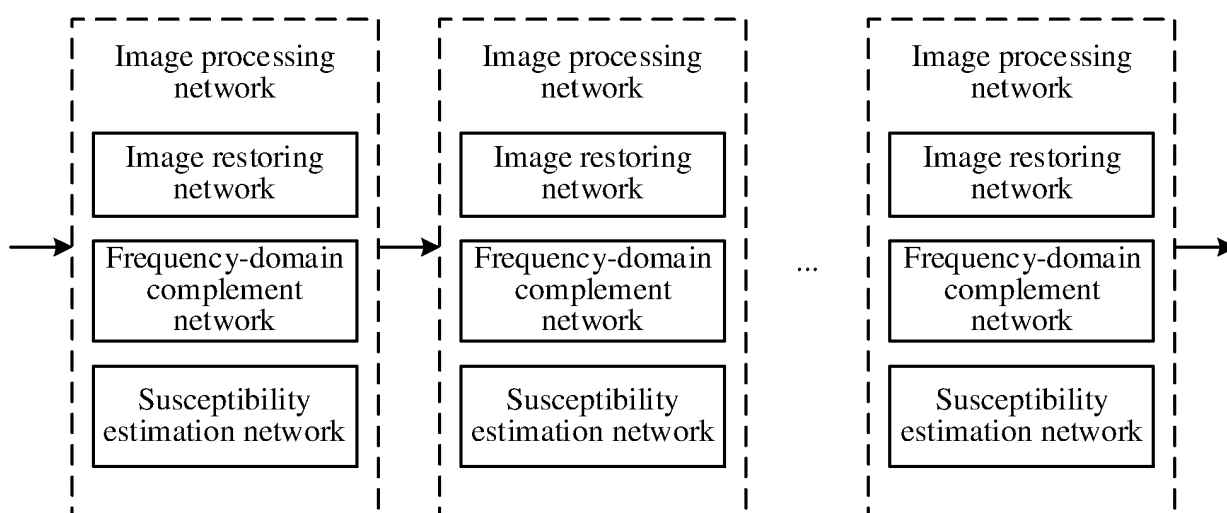 Image processing
network
Image restoring
network
Frequency-domain
complement
network
Susceptibility
estimation network
Image processing
network
Image restoring
network
Frequency-domain
complement
network
Susceptibility
estimation network
...
Image processing
network
Image restoring
network
Frequency-domain
complement
network
Susceptibility
estimation network